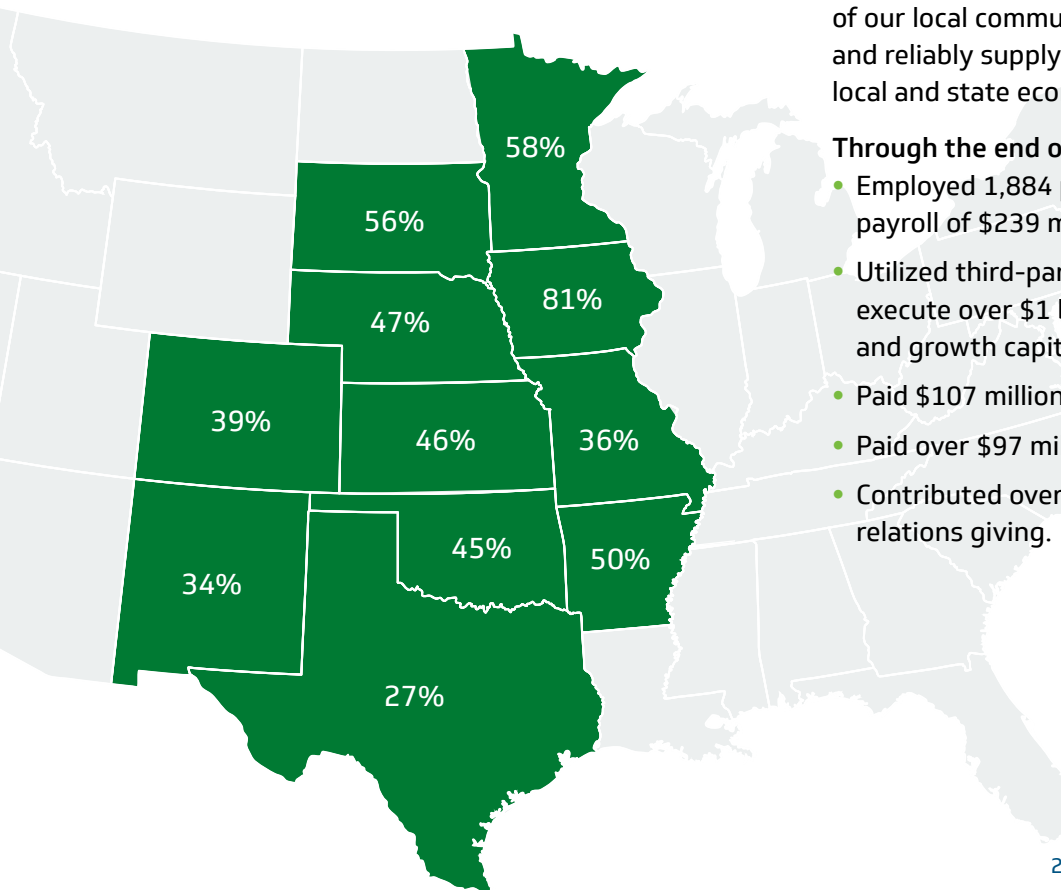 58%
56%
81%
47%
39%
46%
36%
45%
50%
34%
27%
of our local commu
and reliably supply
local and state eco
Through the end o
• Employed 1,884
payroll of $239 m
• Utilized third-par
execute over $1
and growth capit
• Paid $107 million
• Paid over $97 mi
• Contributed over
relations giving.
2